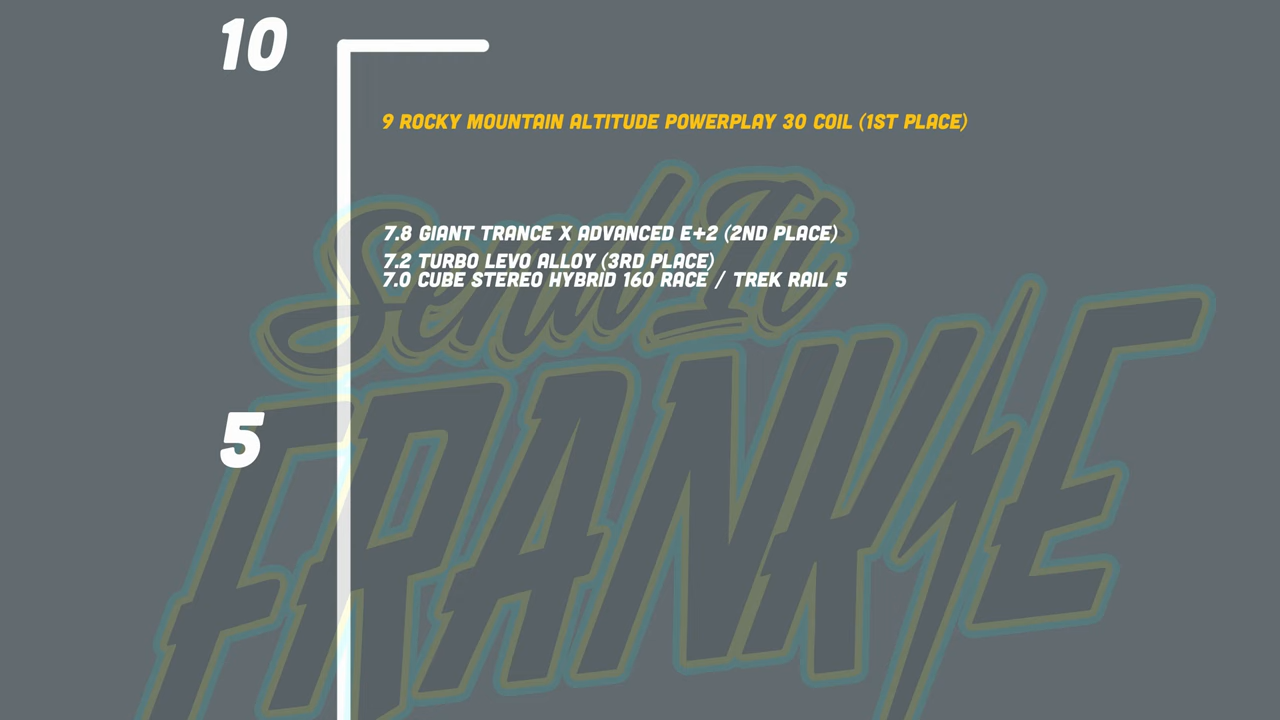 10
9 ROCKY MOUNTAIN ALTITUDE POWERPLAY 30 COIL (1ST PLACE)
7.8 GIANT TRANCE X ADVANCED E+2 (2ND PLACE)
7.2 TURBO LEVO ALLOY (3RD PLACE)
7.0 CUBE STEREO HYBRID 160 RACE / TREK RAIL 5
Send It
5
FRANKIE